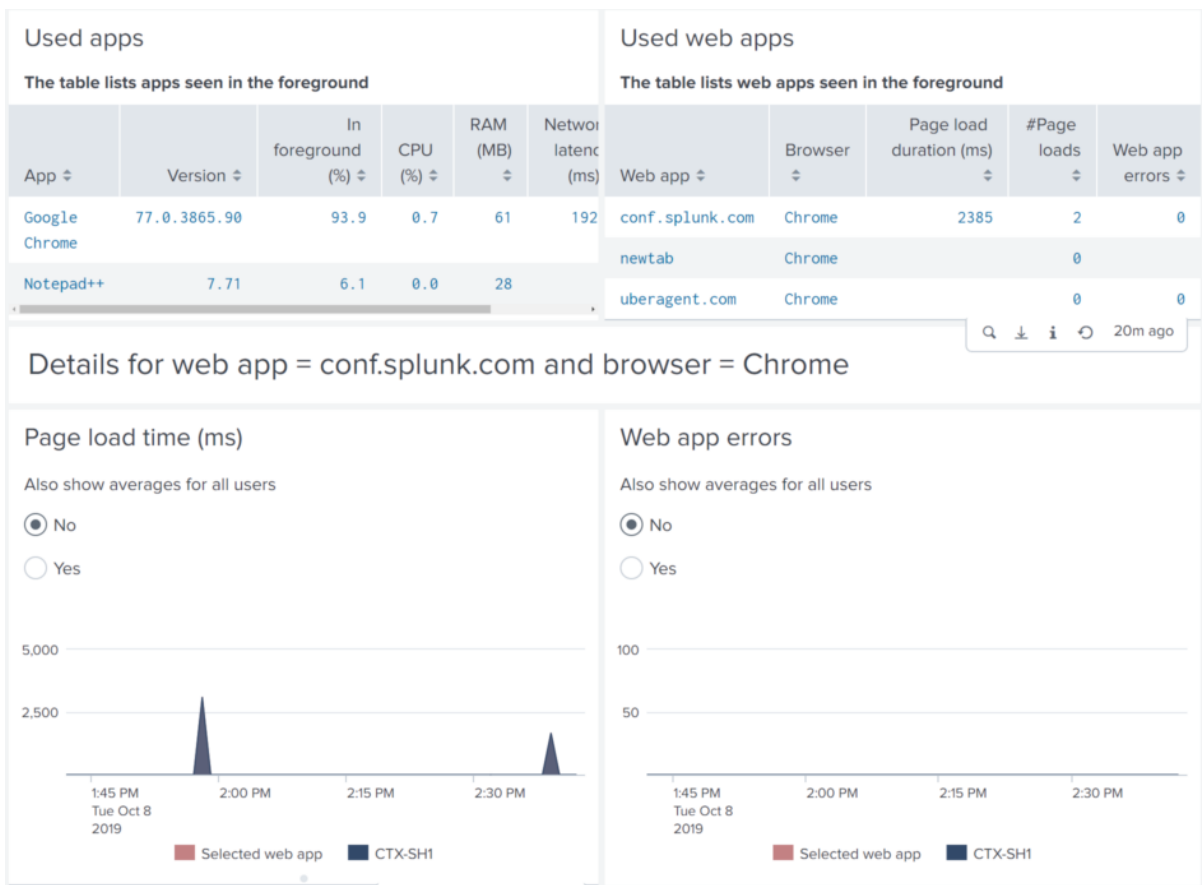 Used apps
The table lists apps seen in the foreground
App Version In foreground (%) CPU (%) RAM (MB) Networ latenc (ms)
Google Chrome 77.0.3865.90 93.9 0.7 61 192
Notepad++ 7.71 6.1 0.0 28
Used web apps
The table lists web apps seen in the foreground
Web app Browser Page load duration (ms) #Page loads Web app errors
conf.splunk.com Chrome 2385 2 0
newtab Chrome 0
uberagent.com Chrome 0 0
20m ago
Details for web app = conf.splunk.com and browser = Chrome
Page load time (ms)
Also show averages for all users
No
Yes
5,000
2,500
1:45 PM 2:00 PM 2:15 PM 2:30 PM
Tue Oct 8
2019
Selected web app CTX-SH1
Web app errors
Also show averages for all users
No
Yes
100
50
1:45 PM 2:00 PM 2:15 PM 2:30 PM
Tue Oct 8
2019
Selected web app CTX-SH1